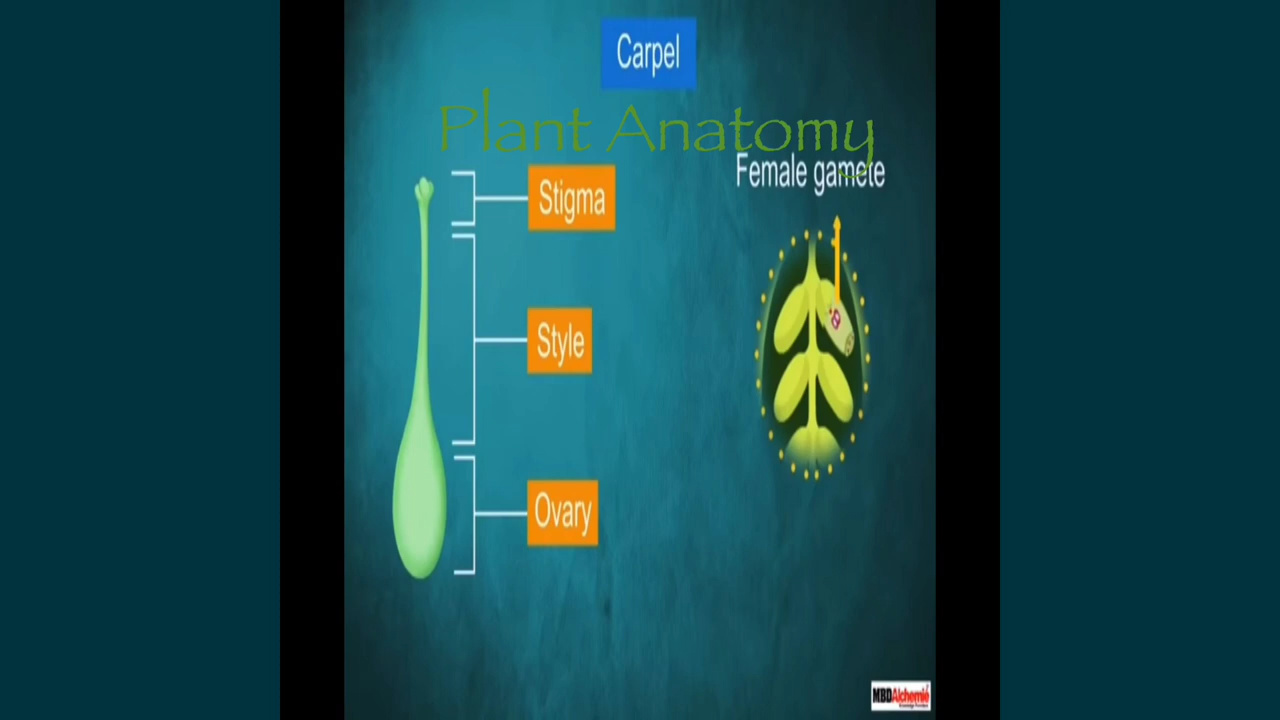 Carpel
Plant Anatomy
Female gamete
Stigma
Style
Ovary
MBDAlchemie